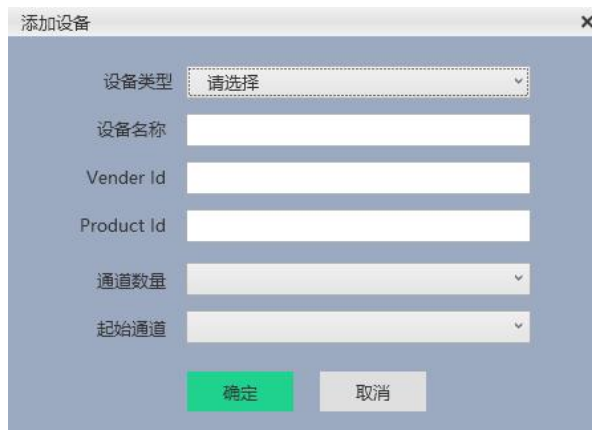 添加设备
设备类型 请选择
设备名称
Vender Id
Product Id
通道数量
起始通道
确定 取消